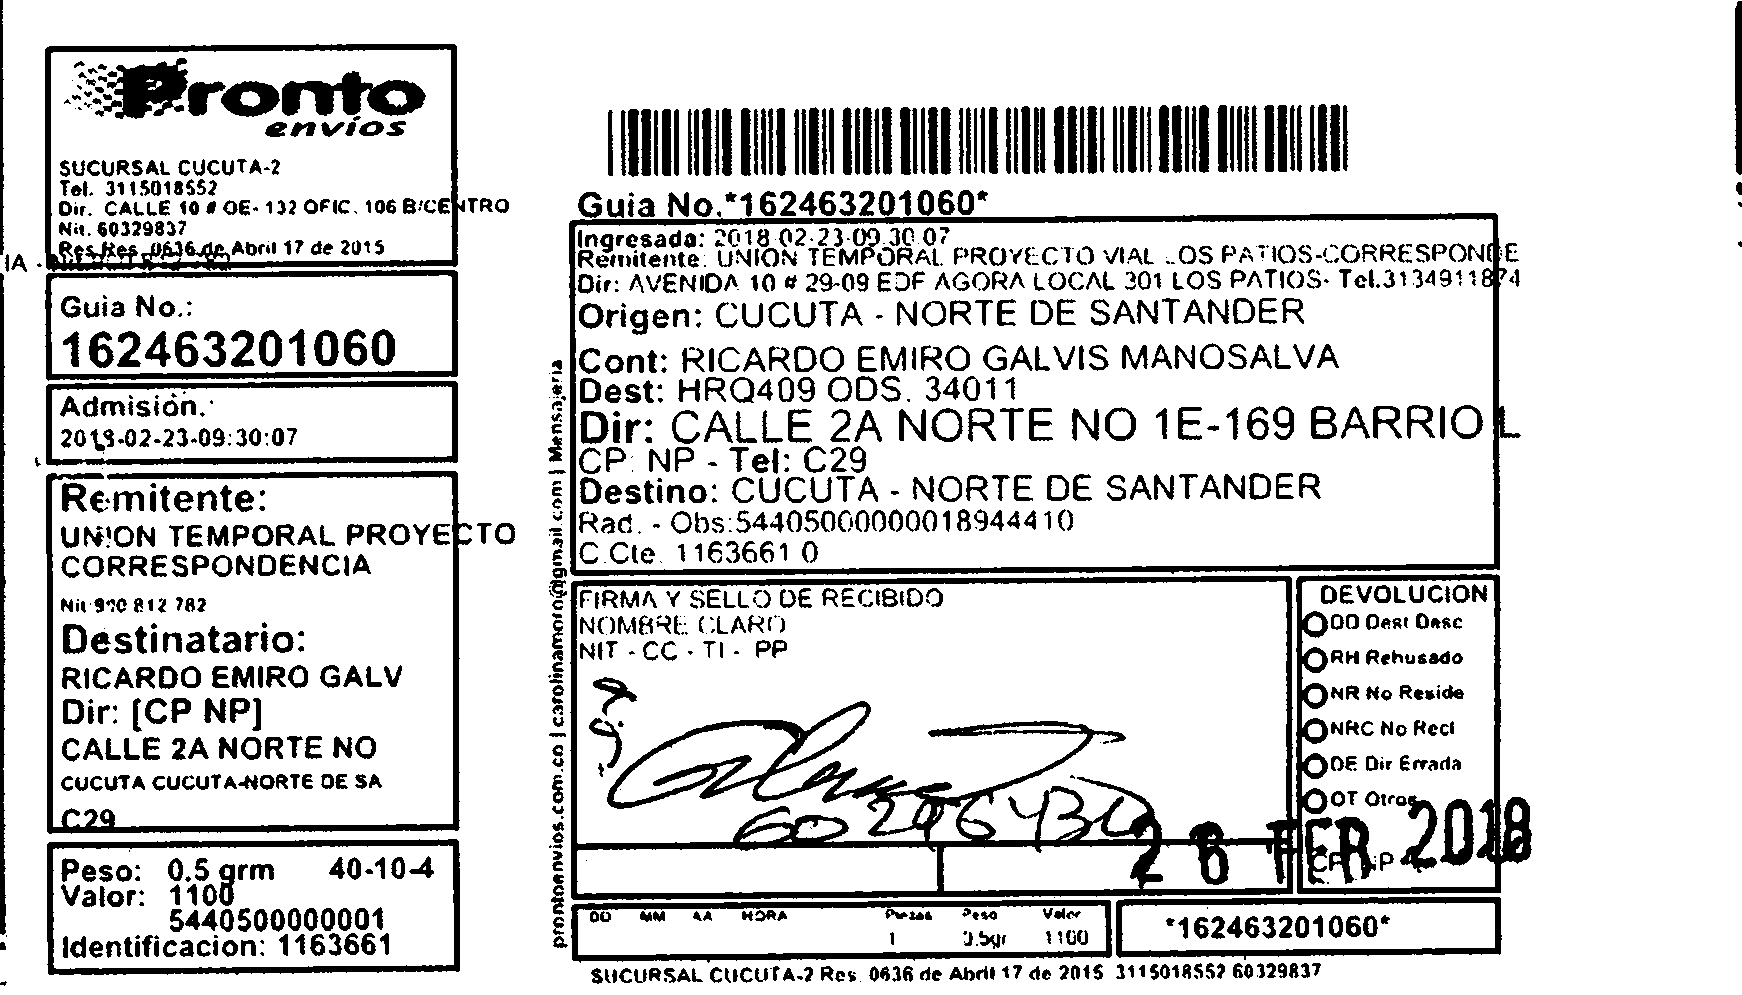 Pronto
envíos
SUCURSAL CUCUTA-2
Tel. 3115018552
Dir. CALLE 10 # OE- 132 OFIC. 106 B/CENTRO
Nit. 60329837
Res.Res. 0636 de Abril 17 de 2015
Guia No.:
162463201060
Admisión.:
2018-02-23-09:30:07
Remitente:
UNION TEMPORAL PROYECTO
CORRESPONDENCIA
Nit 900 812 782
Destinatario:
RICARDO EMIRO GALV
Dir: [CP NP]
CALLE 2A NORTE NO
CUCUTA CUCUTA-NORTE DE SA
C29
Peso: 0.5 grm 40-10-4
Valor: 1100
5440500000001
Identificacion: 1163661
prontoenvios.com.co | carolinamoro@gmail.com | Mensajeria
Guia No.*162463201060*
Ingresada: 2018-02-23-09.30.07
Remitente: UNION TEMPORAL PROYECTO VIAL LOS PATIOS-CORRESPONDE
Dir: AVENIDA 10 # 29-09 EDF AGORA LOCAL 301 LOS PATIOS- Tel.3134911874
Origen: CUCUTA - NORTE DE SANTANDER
Cont: RICARDO EMIRO GALVIS MANOSALVA
Dest: HRQ409 ODS. 34011
Dir: CALLE 2A NORTE NO 1E-169 BARRIO L
CP: NP - Tel: C29
Destino: CUCUTA - NORTE DE SANTANDER
Rad. - Obs:54405000000018944410
C.Cte. 1163661 0
FIRMA Y SELLO DE RECIBIDO
NOMBRE CLARO
NIT - CC - TI - PP
DEVOLUCION
DD Dest Desc
RH Rehusado
NR No Reside
NRC No Recl
DE Dir Errada
OT Otros
FEB 2018
DD MM AA HORA Piezas Peso Valor
1 0.5gr 1100
*162463201060*
SUCURSAL CUCUTA-2 Res. 0636 de Abril 17 de 2015 3115018552 60329837